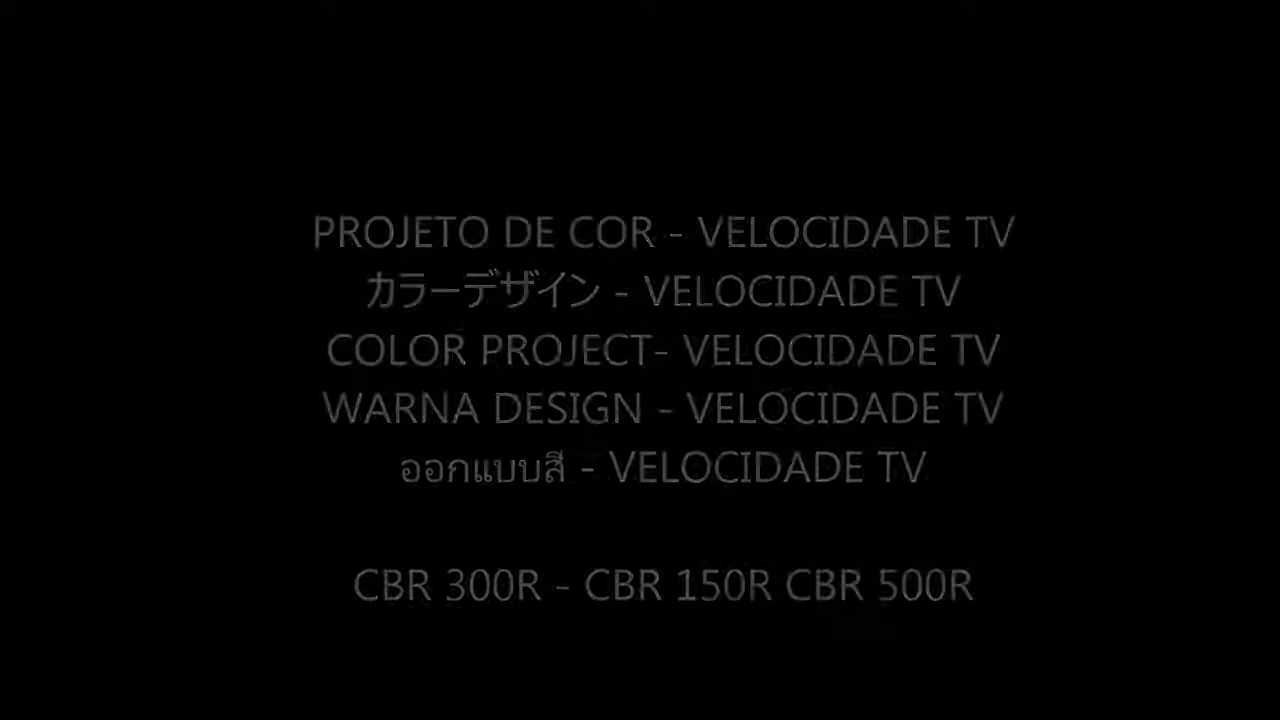 PROJETO DE COR - VELOCIDADE TV
カラーデザイン - VELOCIDADE TV
COLOR PROJECT- VELOCIDADE TV
WARNA DESIGN - VELOCIDADE TV
ออกแบบสี - VELOCIDADE TV
CBR 300R - CBR 150R CBR 500R